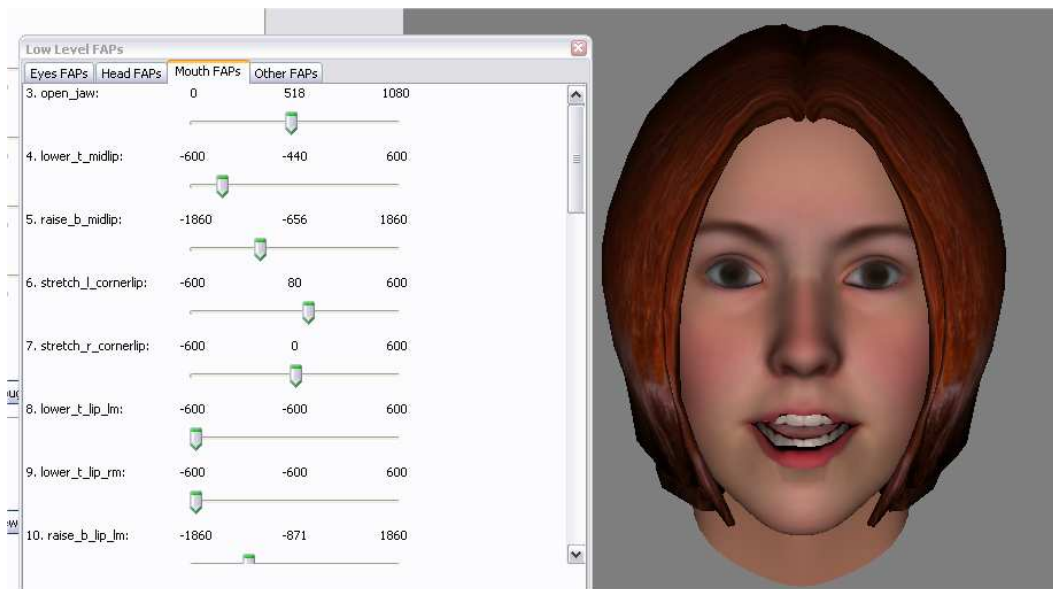 Low Level FAPs
Eyes FAPs Head FAPs Mouth FAPs Other FAPs
3. open_jaw: 0 518 1080
4. lower_t_midlip: -600 -440 600
5. raise_b_midlip: -1860 -656 1860
6. stretch_l_cornerlip: -600 80 600
7. stretch_r_cornerlip: -600 0 600
8. lower_t_lip_lm: -600 -600 600
9. lower_t_lip_rm: -600 -600 600
10. raise_b_lip_lm: -1860 -871 1860